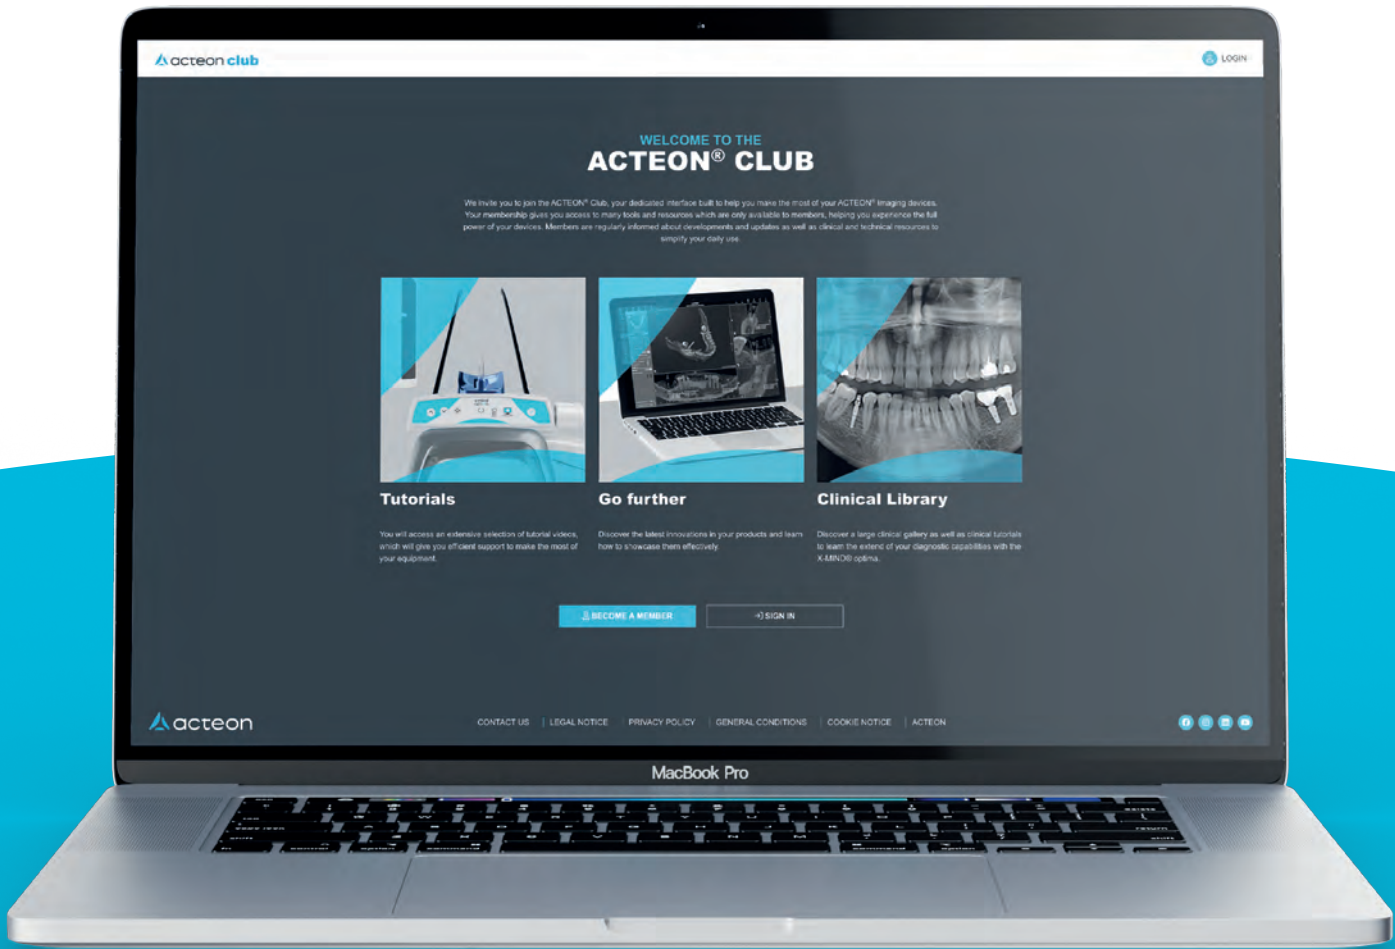 acteon club
LOGIN
WELCOME TO THE
ACTEON® CLUB
We invite you to join the ACTEON® Club, your dedicated interface built to help you make the most of your ACTEON® Imaging devices.
Your membership gives you access to many tools and resources which are only available to members, helping you experience the full
power of your devices. Members are regularly informed about developments and updates as well as clinical and technical resources to
simplify your daily use.
Tutorials
Go further
Clinical Library
You will access an extensive selection of tutorial videos,
which will give you efficient support to make the most of
your equipment.
Discover the latest innovations in your products and learn
how to showcase them effectively.
Discover a large clinical gallery as well as clinical tutorials
to learn the extend of your diagnostic capabilities with the
X-MIND® optima.
BECOME A MEMBER
SIGN IN
acteon
CONTACT US | LEGAL NOTICE | PRIVACY POLICY | GENERAL CONDITIONS | COOKIE NOTICE | ACTEON
MacBook Pro